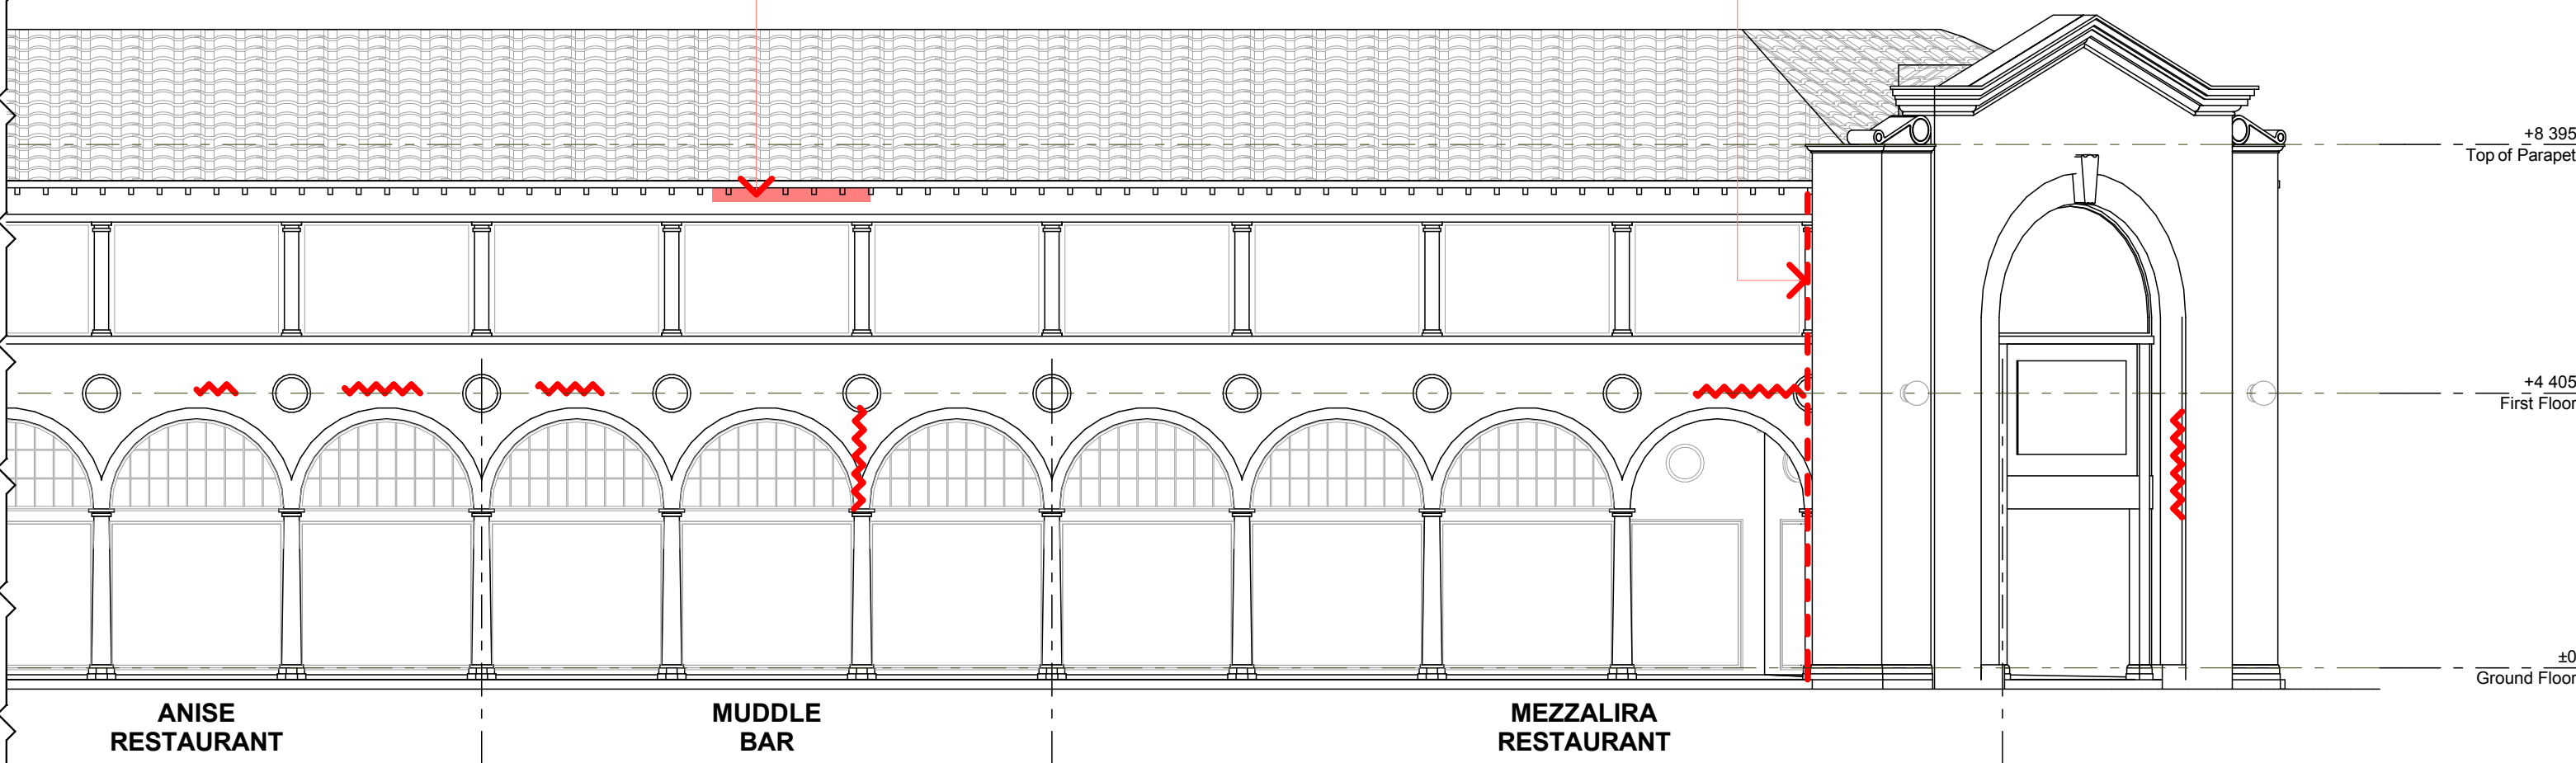 +8 395
Top of Parapet
+4 405
First Floor
±0
Ground Floor
ANISE
RESTAURANT
MUDDLE
BAR
MEZZALIRA
RESTAURANT